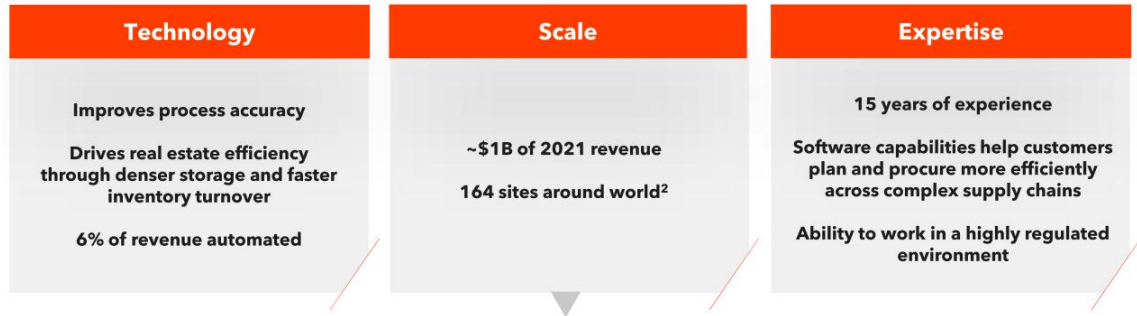 Technology
Improves process accuracy
Drives real estate efficiency
through denser storage and faster
inventory turnover
6% of revenue automated
Scale
~$1B of 2021 revenue
164 sites around world²
Expertise
15 years of experience
Software capabilities help customers
plan and procure more efficiently
across complex supply chains
Ability to work in a highly regulated
environment